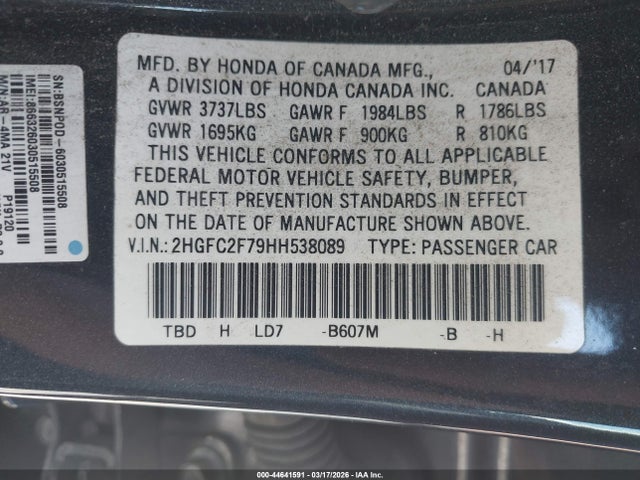 MFD. BY HONDA OF CANADA MFG., 04/'17
A DIVISION OF HONDA CANADA INC. CANADA
GVWR 3737LBS GAWR F 1984LBS R 1786LBS
GVWR 1695KG GAWR F 900KG R 810KG
THIS VEHICLE CONFORMS TO ALL APPLICABLE
FEDERAL MOTOR VEHICLE SAFETY, BUMPER,
AND THEFT PREVENTION STANDARDS IN EFFECT
ON THE DATE OF MANUFACTURE SHOWN ABOVE.
V.I.N.: 2HGFC2F79HH538089 TYPE: PASSENGER CAR
TBD H LD7 -B607M -B -H
SN:BSNPDD-6030515508
IMEI:866326030515508
M/N:AR-4MA 21V
P19120
000-44641591 - 03/17/2026 - IAA Inc.